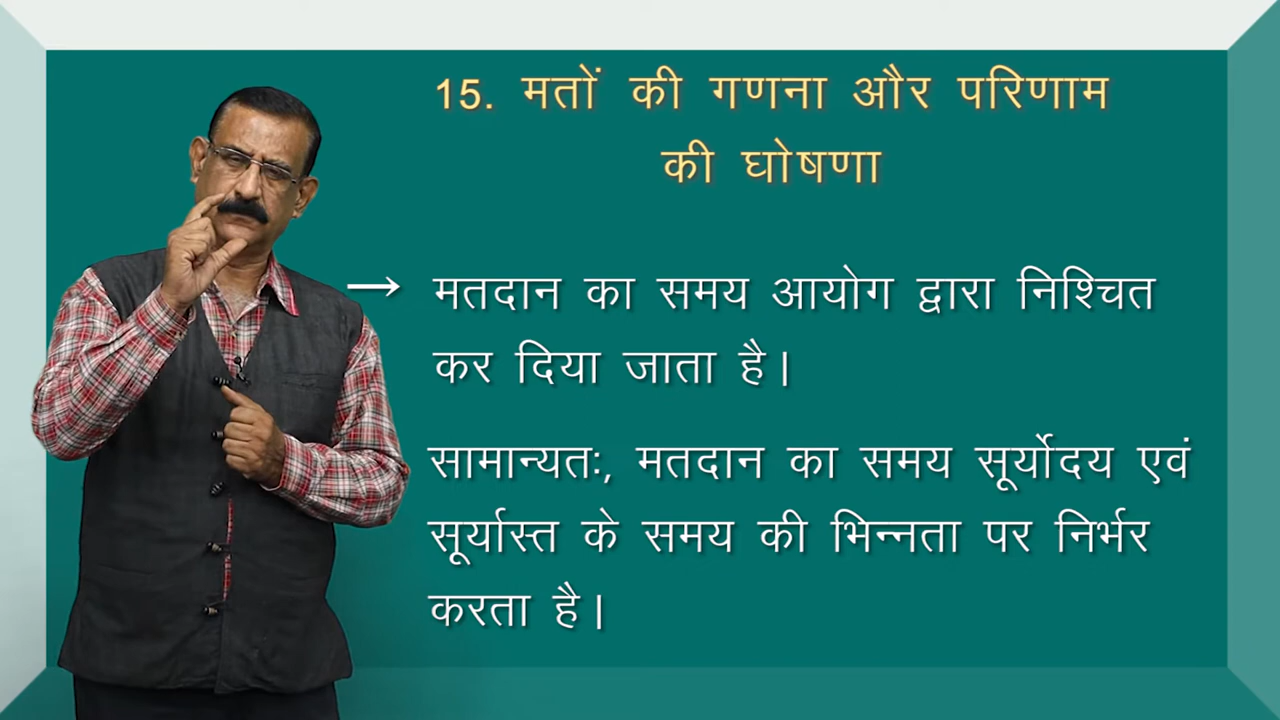 15. मतों की गणना और परिणाम
की घोषणा
→ मतदान का समय आयोग द्वारा निश्चित
कर दिया जाता है।
सामान्यतः, मतदान का समय सूर्योदय एवं
सूर्यास्त के समय की भिन्नता पर निर्भर
करता है।